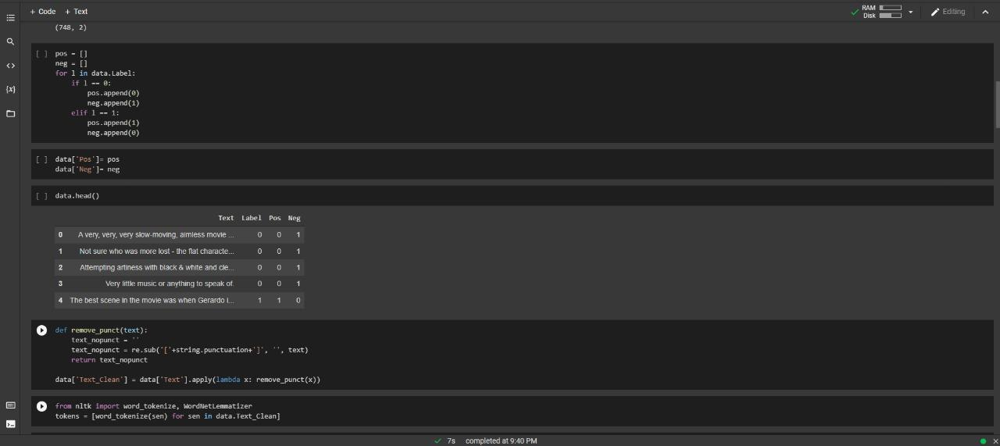 + Code + Text
RAM
Disk
Editing
(748, 2)
[ ] pos = []
neg = []
for l in data.Label:
if l == 0:
pos.append(0)
neg.append(1)
elif l == 1:
pos.append(1)
neg.append(0)
[ ] data['Pos']= pos
data['Neg']= neg
[ ] data.head()
Text Label Pos Neg
0 A very, very, very slow-moving, aimless movie ... 0 0 1
1 Not sure who was more lost - the flat characte... 0 0 1
2 Attempting artiness with black & white and cle... 0 0 1
3 Very little music or anything to speak of. 0 0 1
4 The best scene in the movie was when Gerardo i... 1 1 0
def remove_punct(text):
text_nopunct = ''
text_nopunct = re.sub('['+string.punctuation+']', '', text)
return text_nopunct
data['Text_Clean'] = data['Text'].apply(lambda x: remove_punct(x))
from nltk import word_tokenize, WordNetLemmatizer
tokens = [word_tokenize(sen) for sen in data.Text_Clean]
7s completed at 9:40 PM